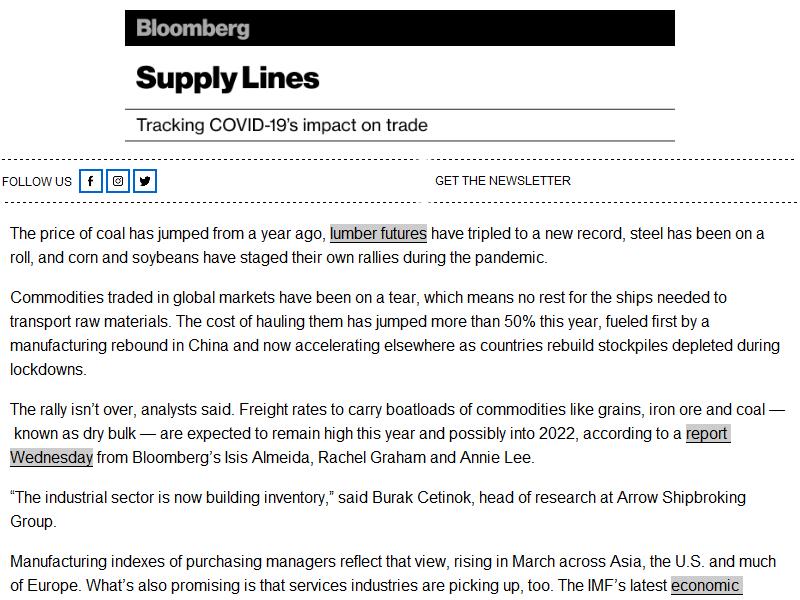 Bloomberg
Supply Lines
Tracking COVID-19's impact on trade
FOLLOW US
GET THE NEWSLETTER
The price of coal has jumped from a year ago, lumber futures have tripled to a new record, steel has been on a
roll, and corn and soybeans have staged their own rallies during the pandemic.
Commodities traded in global markets have been on a tear, which means no rest for the ships needed to
transport raw materials. The cost of hauling them has jumped more than 50% this year, fueled first by a
manufacturing rebound in China and now accelerating elsewhere as countries rebuild stockpiles depleted during
lockdowns.
The rally isn’t over, analysts said. Freight rates to carry boatloads of commodities like grains, iron ore and coal —
known as dry bulk — are expected to remain high this year and possibly into 2022, according to a report
Wednesday from Bloomberg’s Isis Almeida, Rachel Graham and Annie Lee.
“The industrial sector is now building inventory,” said Burak Cetinok, head of research at Arrow Shipbroking
Group.
Manufacturing indexes of purchasing managers reflect that view, rising in March across Asia, the U.S. and much
of Europe. What’s also promising is that services industries are picking up, too. The IMF’s latest economic